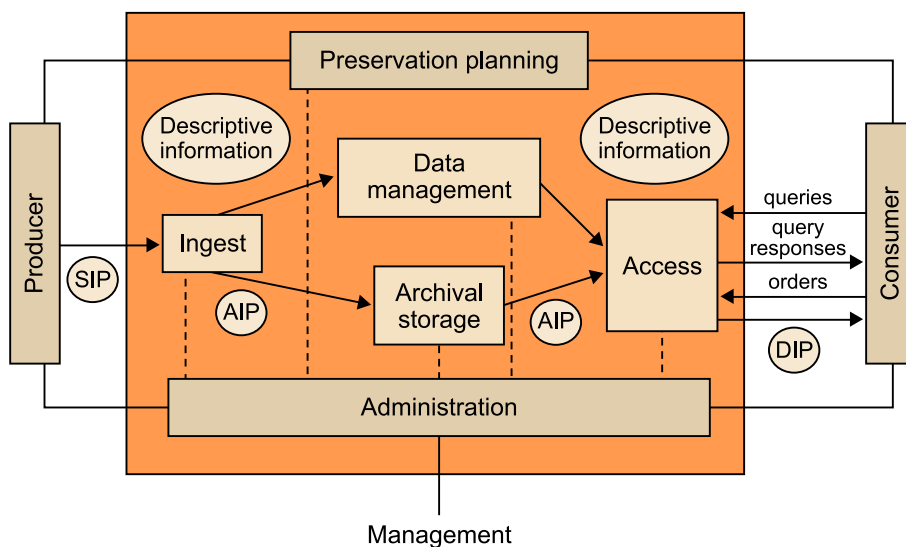 Preservation planning
Descriptive
information
Descriptive
information
Data
management
Producer
SIP
Ingest
AIP
Archival
storage
AIP
Access
queries
query
responses
orders
DIP
Consumer
Administration
Management